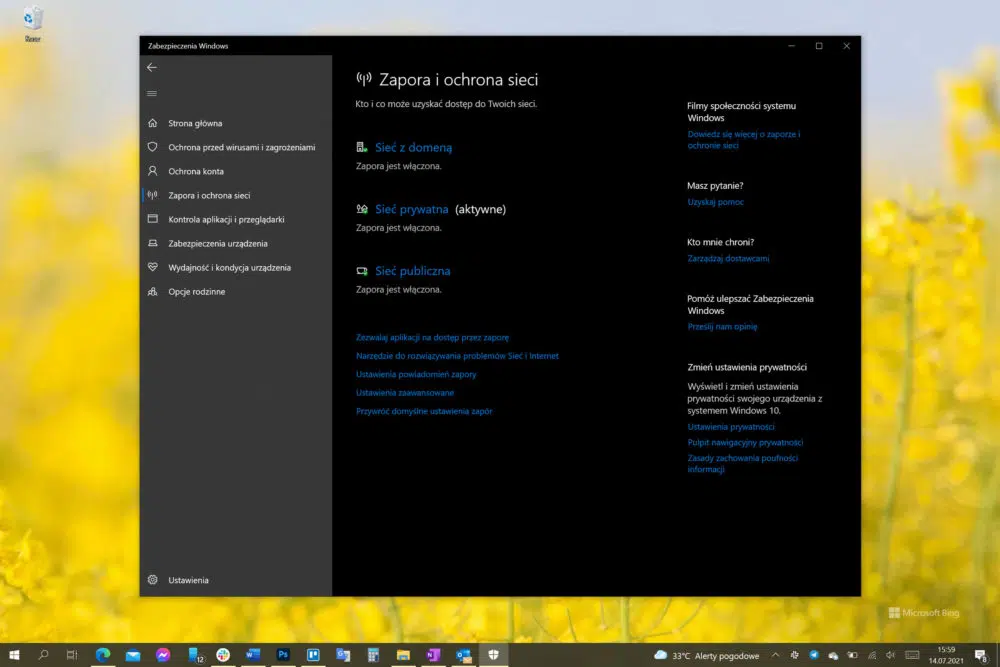 Kosz
Zabezpieczenia Windows
Strona główna
Ochrona przed wirusami i zagrożeniami
Ochrona konta
Zapora i ochrona sieci
Kontrola aplikacji i przeglądarki
Zabezpieczenia urządzenia
Wydajność i kondycja urządzenia
Opcje rodzinne
Ustawienia
Zapora i ochrona sieci
Kto i co może uzyskać dostęp do Twoich sieci.
Sieć z domeną
Zapora jest włączona.
Sieć prywatna (aktywne)
Zapora jest włączona.
Sieć publiczna
Zapora jest włączona.
Zezwalaj aplikacji na dostęp przez zaporę
Narzędzie do rozwiązywania problemów Sieć i Internet
Ustawienia powiadomień zapory
Ustawienia zaawansowane
Przywróć domyślne ustawienia zapór
Filmy społeczności systemu
Windows
Dowiedz się więcej o zaporze i
ochronie sieci
Masz pytanie?
Uzyskaj pomoc
Kto mnie chroni?
Zarządzaj dostawcami
Pomóż ulepszać Zabezpieczenia
Windows
Prześlij nam opinię
Zmień ustawienia prywatności
Wyświetl i zmień ustawienia
prywatności swojego urządzenia z
systemem Windows 10.
Ustawienia prywatności
Pulpit nawigacyjny prywatności
Zasady zachowania poufności
informacji
Microsoft Bing
12
33°C Alerty pogodowe
15:59
14.07.2021
8